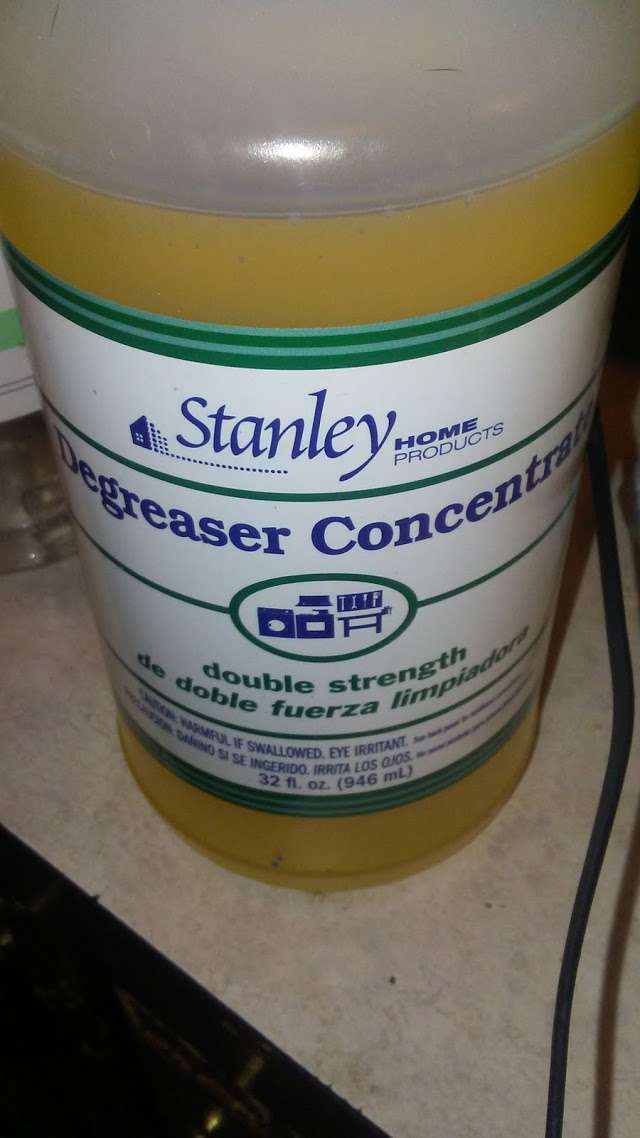 Stanley HOME
PRODUCTS
Degreaser Concentrate
double strength
de doble fuerza limpiadora
CAUTION: HARMFUL IF SWALLOWED. EYE IRRITANT.
PRECAUCION: DAÑINO SI SE INGERIDO. IRRITA LOS OJOS.
32 fl. oz. (946 mL)